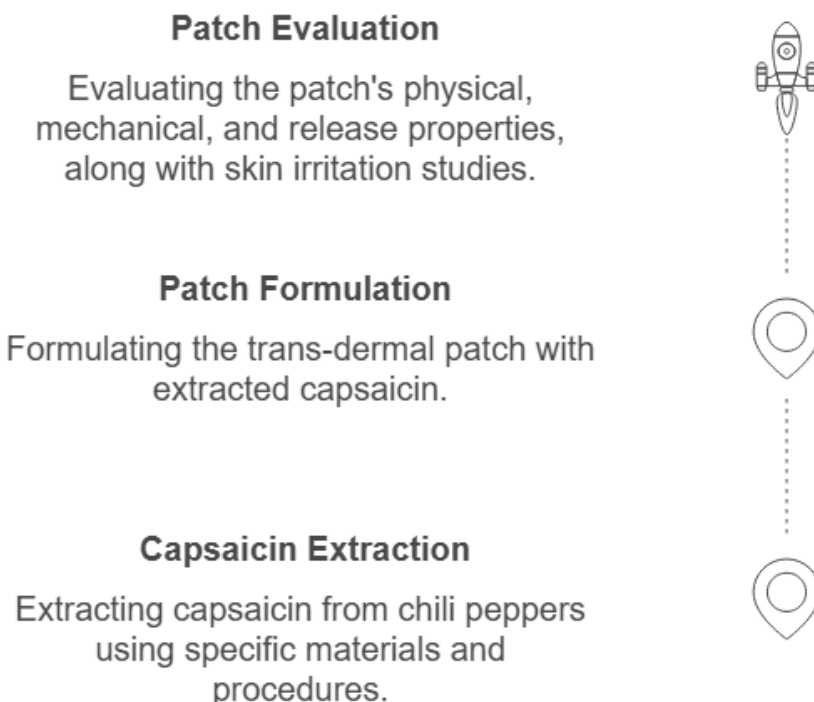 Patch Evaluation
Evaluating the patch's physical,
mechanical, and release properties,
along with skin irritation studies.
Patch Formulation
Formulating the trans-dermal patch with
extracted capsaicin.
Capsaicin Extraction
Extracting capsaicin from chili peppers
using specific materials and
procedures.